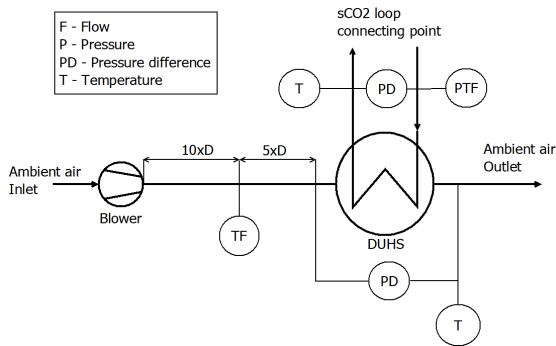 F - Flow
P - Pressure
PD - Pressure difference
T - Temperature
sCO2 loop
connecting point
T
PD
PTF
10xD
5xD
Ambient air
Inlet
Blower
TF
DUHS
Ambient air
Outlet
PD
T